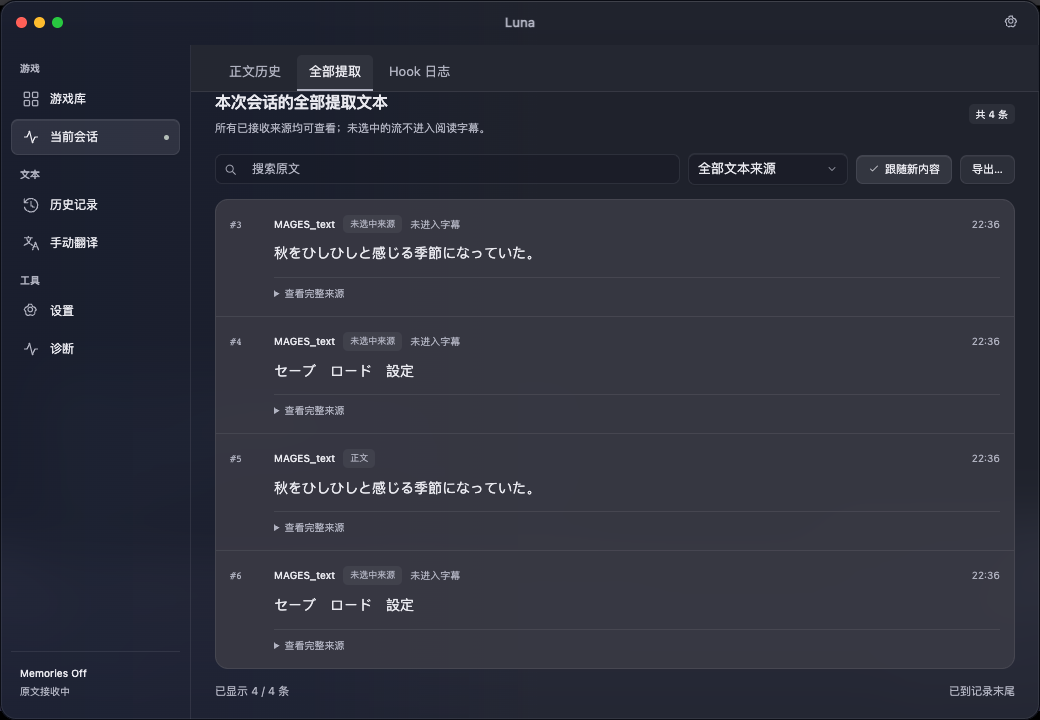 Luna
游戏
游戏库
当前会话
文本
历史记录
手动翻译
工具
设置
诊断
Memories Off
原文接收中
正文历史 全部提取 Hook 日志
本次会话的全部提取文本
所有已接收来源均可查看；未选中的流不进入阅读字幕。
共 4 条
搜索原文 全部文本来源 跟随新内容 导出...
#3 MAGES_text 未选中来源 未进入字幕 22:36
秋をひしひしと感じる季節になっていた。
查看完整来源
#4 MAGES_text 未选中来源 未进入字幕 22:36
セーブ　ロード　設定
查看完整来源
#5 MAGES_text 正文 22:36
秋をひしひしと感じる季節になっていた。
查看完整来源
#6 MAGES_text 未选中来源 未进入字幕 22:36
セーブ　ロード　設定
查看完整来源
已显示 4 / 4 条 已到记录末尾